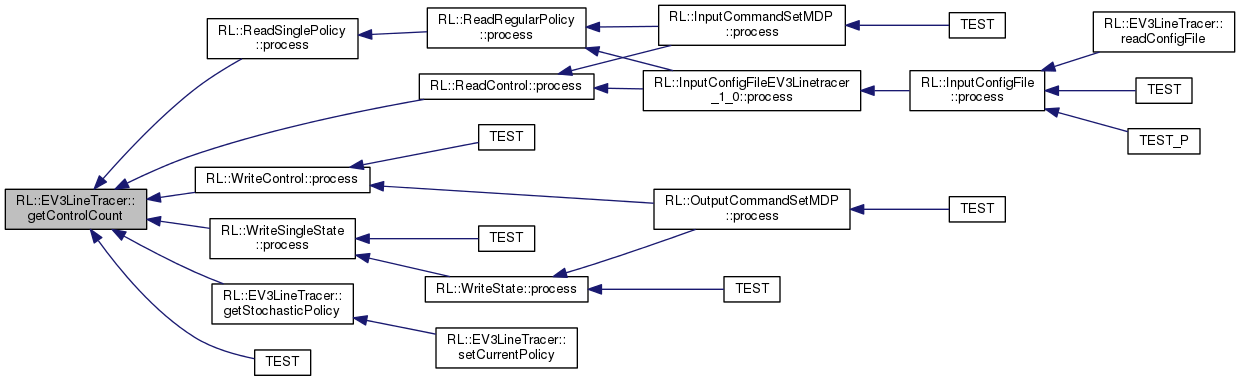 RL::EV3LineTracer::
getControlCount
RL::ReadSinglePolicy
::process
RL::ReadRegularPolicy
::process
RL::InputCommandSetMDP
::process
TEST
RL::ReadControl::process
RL::InputConfigFileEV3Linetracer
_1_0::process
RL::InputConfigFile
::process
RL::EV3LineTracer::
readConfigFile
TEST
TEST_P
RL::WriteControl::process
TEST
RL::OutputCommandSetMDP
::process
TEST
RL::WriteSingleState
::process
TEST
RL::WriteState::process
TEST
RL::EV3LineTracer::
getStochasticPolicy
RL::EV3LineTracer::
setCurrentPolicy
TEST